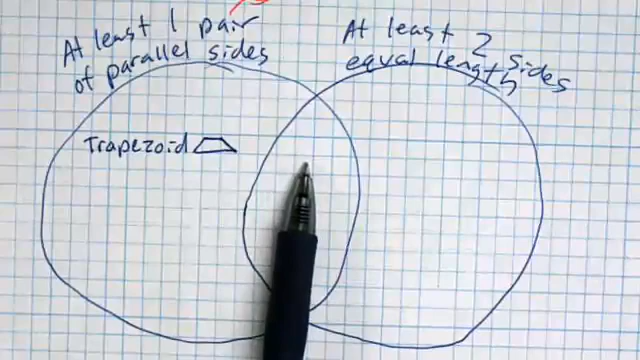 At least 1 pair
of parallel sides
At least 2 sides
equal length
Trapezoid